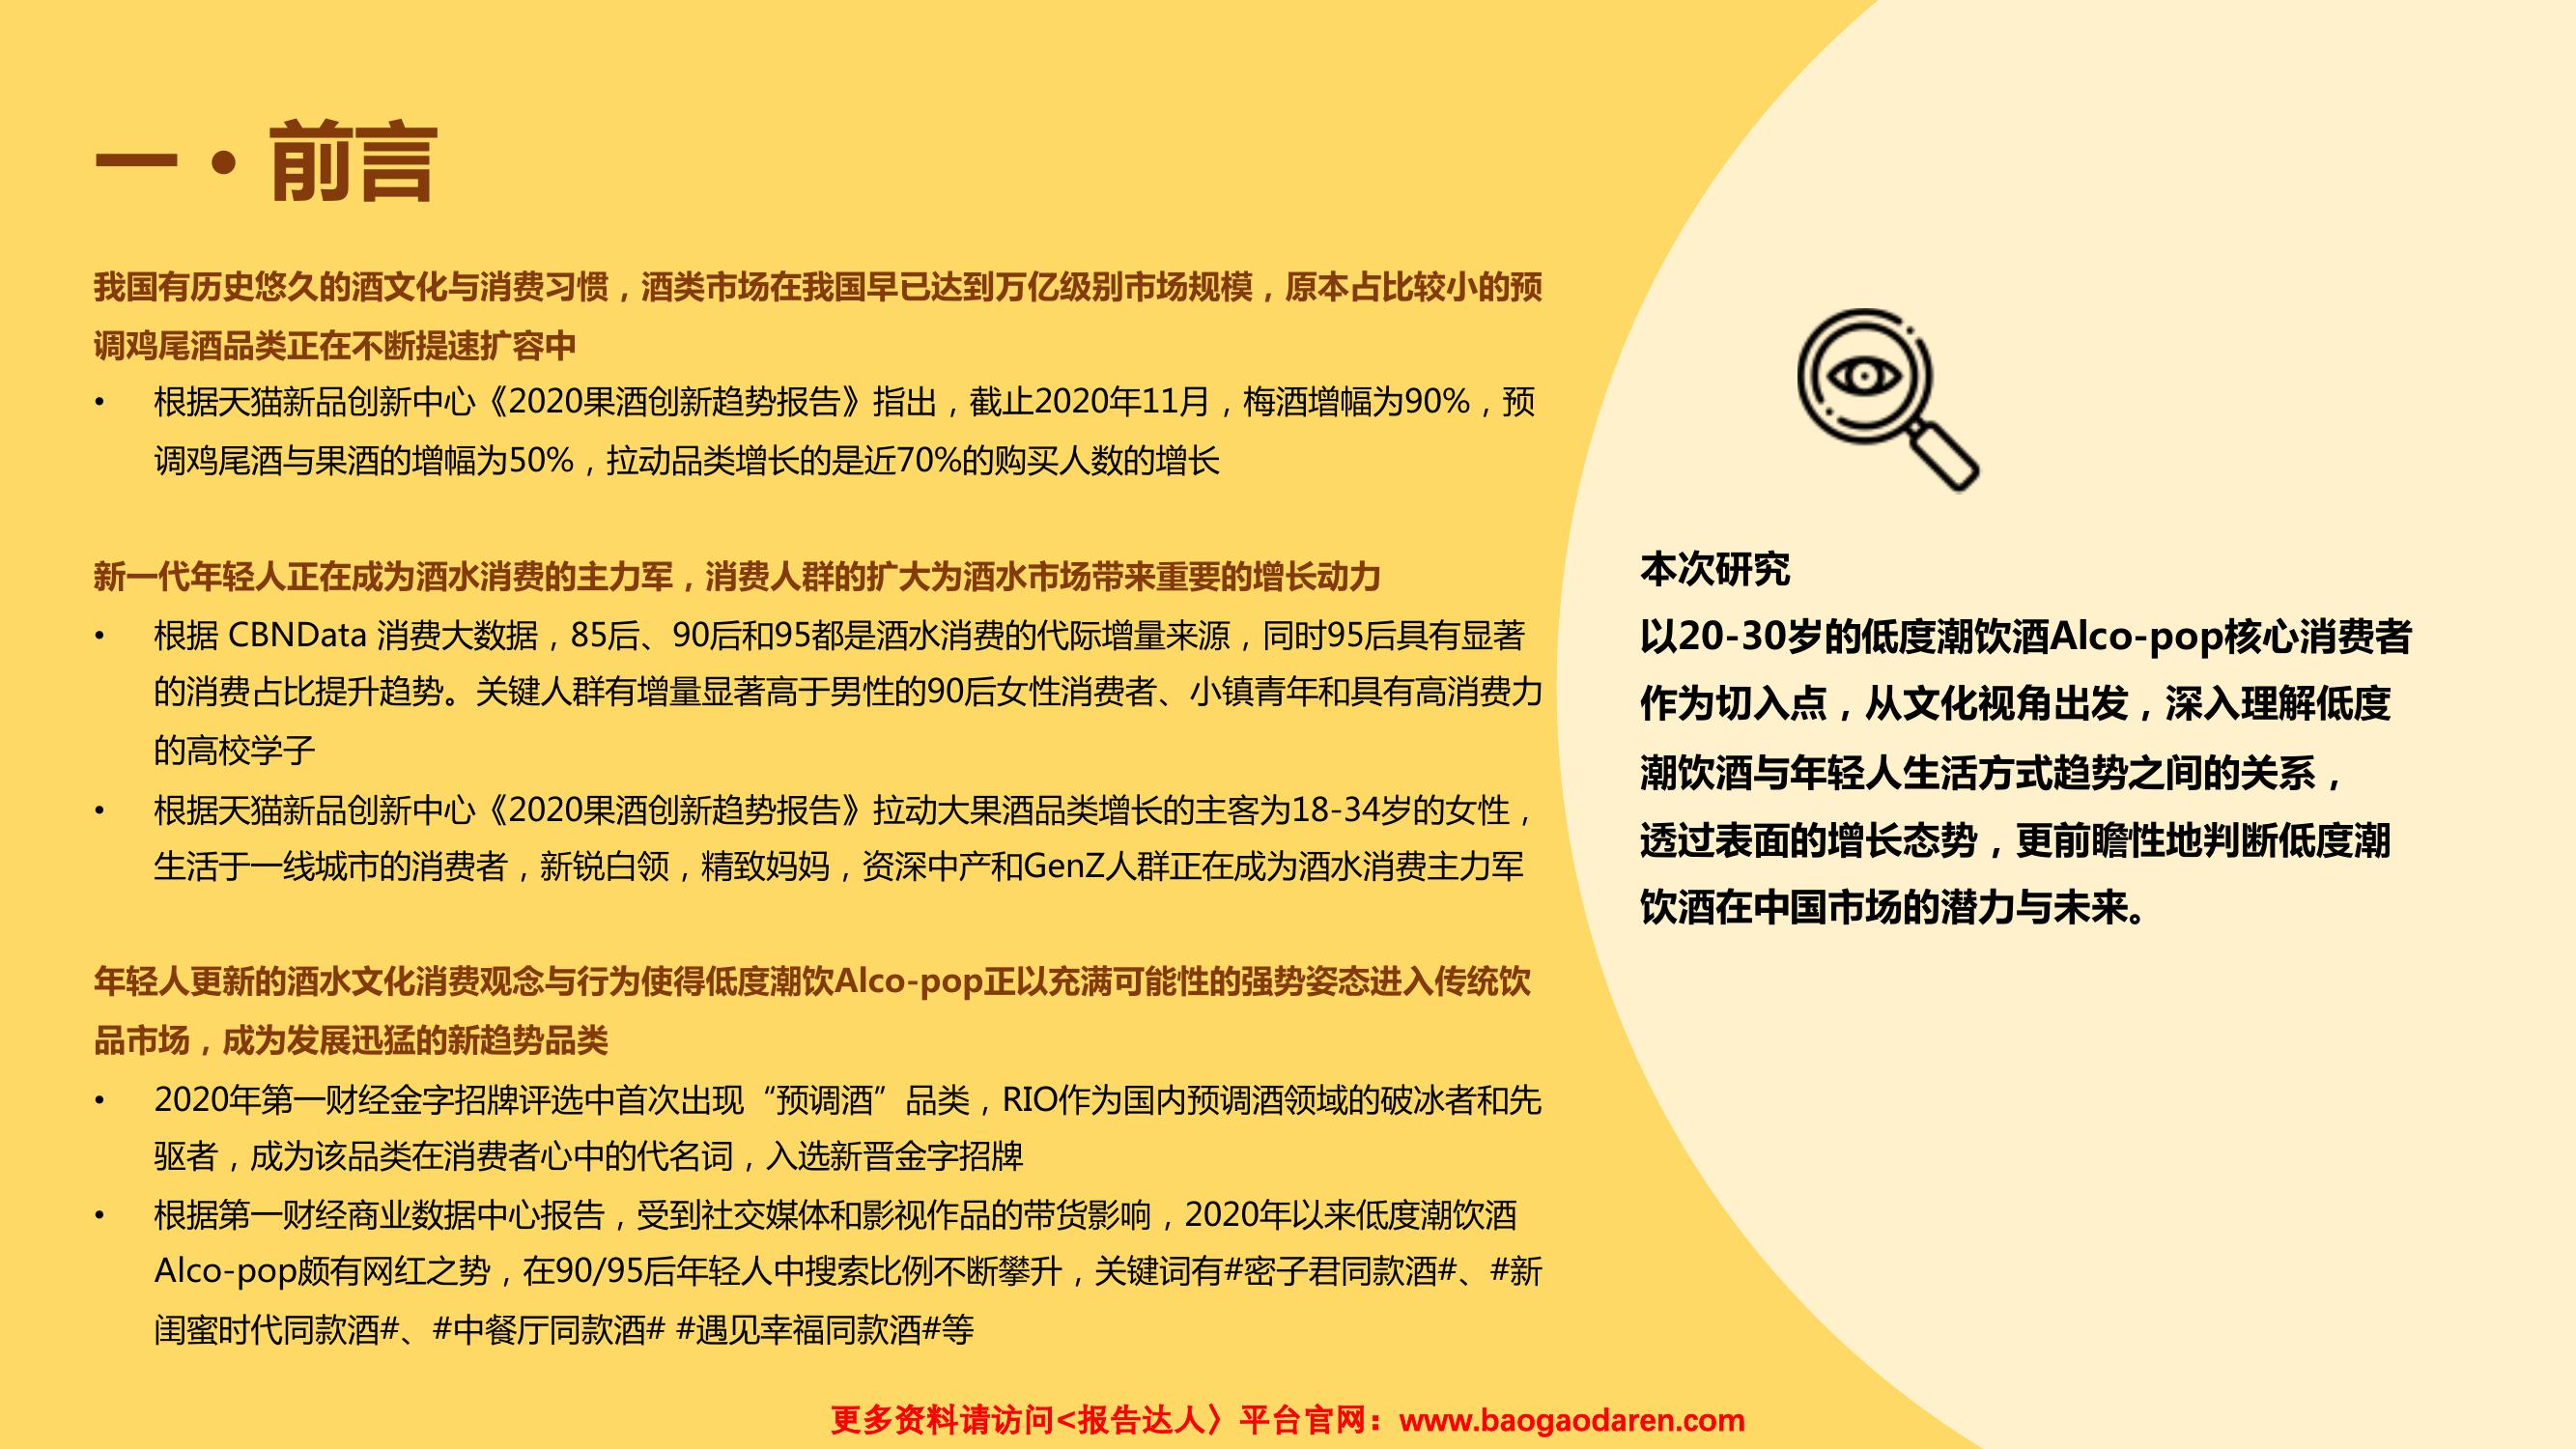 一·前言
我国有历史悠久的酒文化与消费习惯，酒类市场在我国早已达到万亿级别市场规模，原本占比较小的预
调鸡尾酒品类正在不断提速扩容中
• 根据天猫新品创新中心《2020果酒创新趋势报告》指出，截止2020年11月，梅酒增幅为90%，预
调鸡尾酒与果酒的增幅为50%，拉动品类增长的是近70%的购买人数的增长
新一代年轻人正在成为酒水消费的主力军，消费人群的扩大为酒水市场带来重要的增长动力
• 根据 CBNData 消费大数据，85后、90后和95都是酒水消费的代际增量来源，同时95后具有显著
的消费占比提升趋势。关键人群有增量显著高于男性的90后女性消费者、小镇青年和具有高消费力
的高校学子
• 根据天猫新品创新中心《2020果酒创新趋势报告》拉动大果酒品类增长的主客为18-34岁的女性，
生活于一线城市的消费者，新锐白领，精致妈妈，资深中产和GenZ人群正在成为酒水消费主力军
年轻人更新的酒水文化消费观念与行为使得低度潮饮Alco-pop正以充满可能性的强势姿态进入传统饮
品市场，成为发展迅猛的新趋势品类
• 2020年第一财经金字招牌评选中首次出现“预调酒”品类，RIO作为国内预调酒领域的破冰者和先
驱者，成为该品类在消费者心中的代名词，入选新晋金字招牌
• 根据第一财经商业数据中心报告，受到社交媒体和影视作品的带货影响，2020年以来低度潮饮酒
Alco-pop颇有网红之势，在90/95后年轻人中搜索比例不断攀升，关键词有#密子君同款酒#、#新
闺蜜时代同款酒#、#中餐厅同款酒# #遇见幸福同款酒#等
本次研究
以20-30岁的低度潮饮酒Alco-pop核心消费者
作为切入点，从文化视角出发，深入理解低度
潮饮酒与年轻人生活方式趋势之间的关系，
透过表面的增长态势，更前瞻性地判断低度潮
饮酒在中国市场的潜力与未来。
更多资料请访问<报告达人〉平台官网：www.baogaodaren.com